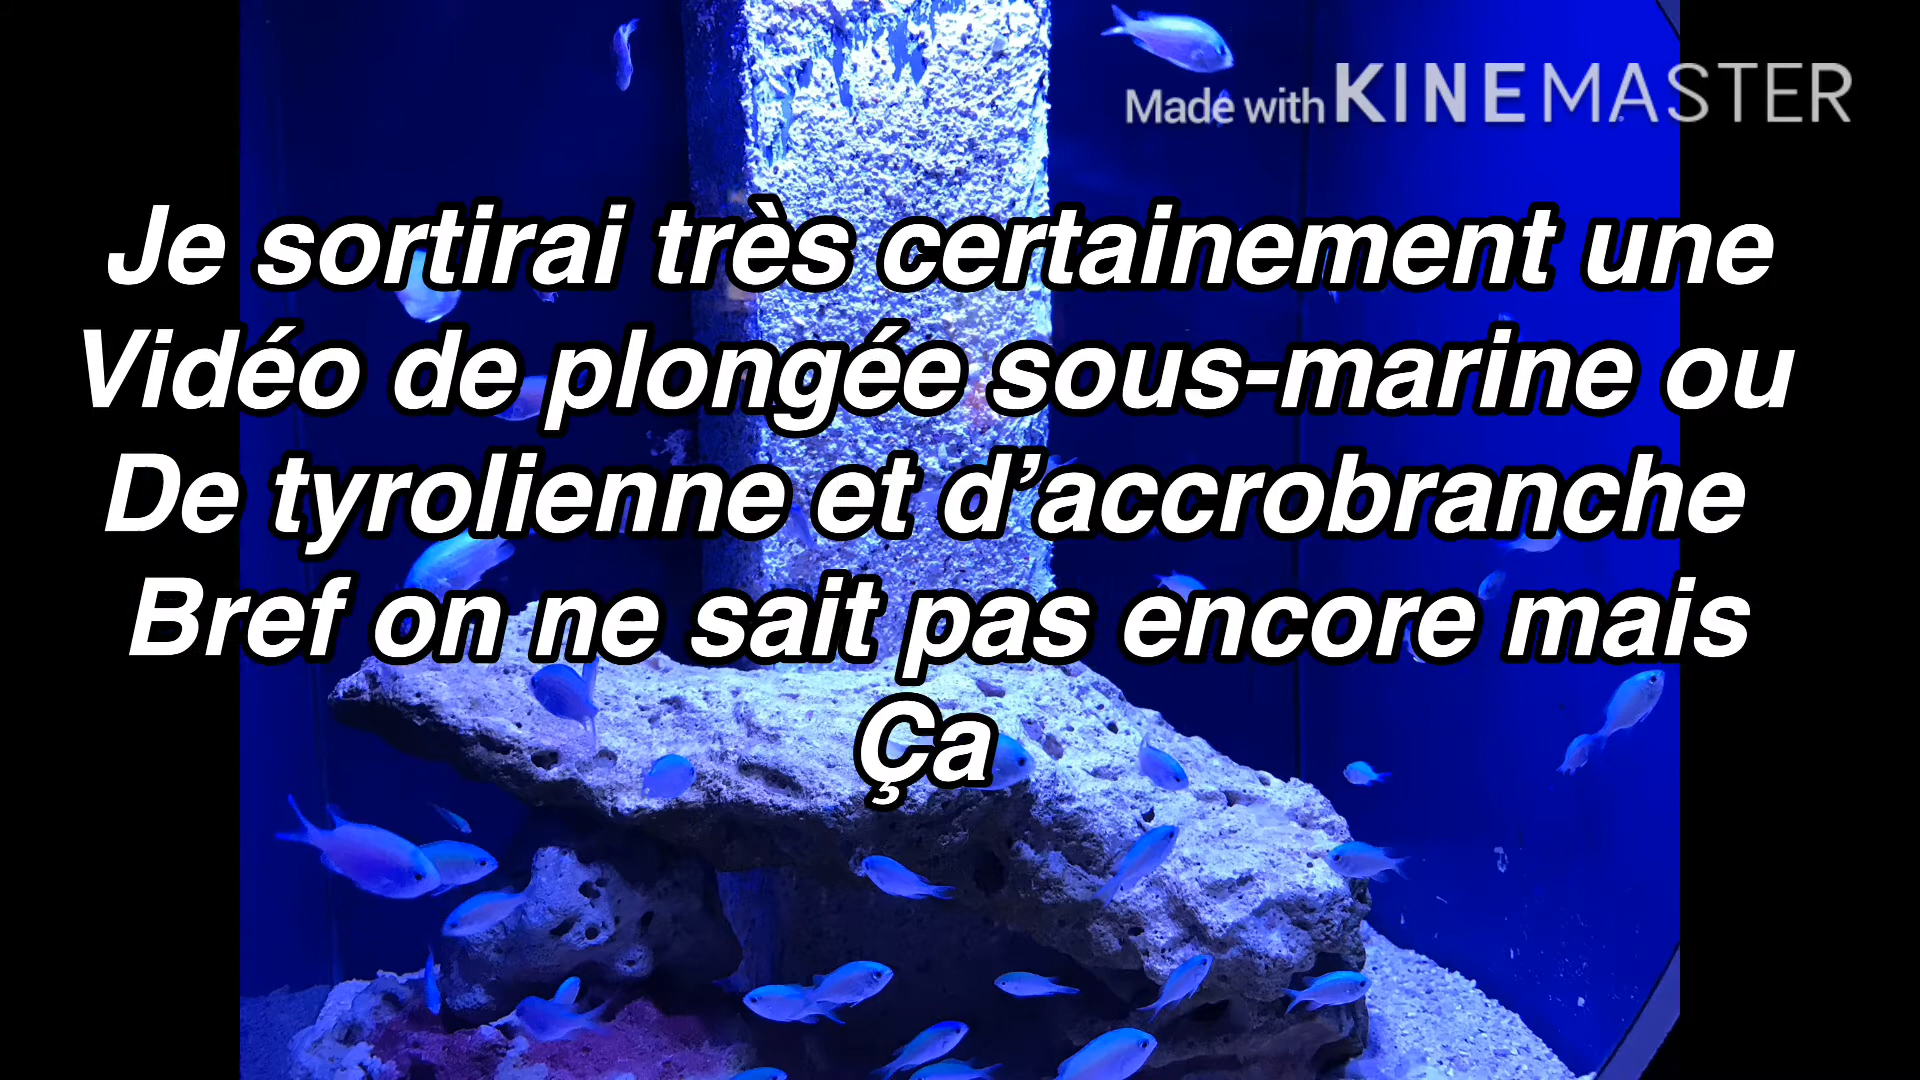 Made with KINEMASTER
Je sortirai très certainement une
Vidéo de plongée sous-marine ou
De tyrolienne et d’accrobranche
Bref on ne sait pas encore mais
Ça